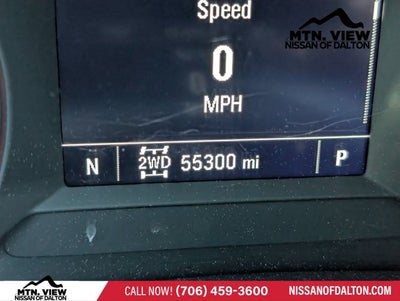 MTN. VIEW
NISSAN OF DALTON
Speed
0
MPH
N 2WD 55300 mi P
MTN. VIEW
NISSAN OF DALTON
CALL NOW! (706) 459-3600
NISSANOFDALTON.COM